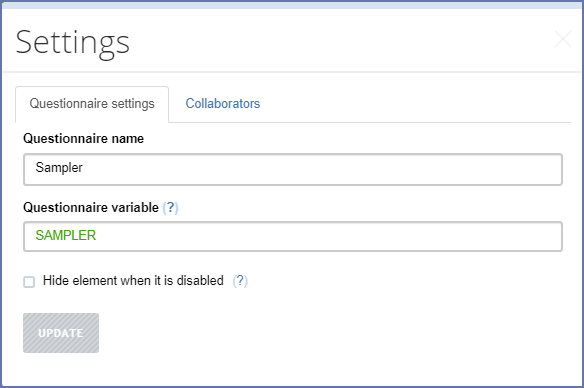 Settings
Questionnaire settings Collaborators
Questionnaire name
Sampler
Questionnaire variable (?)
SAMPLER
Hide element when it is disabled (?)
UPDATE